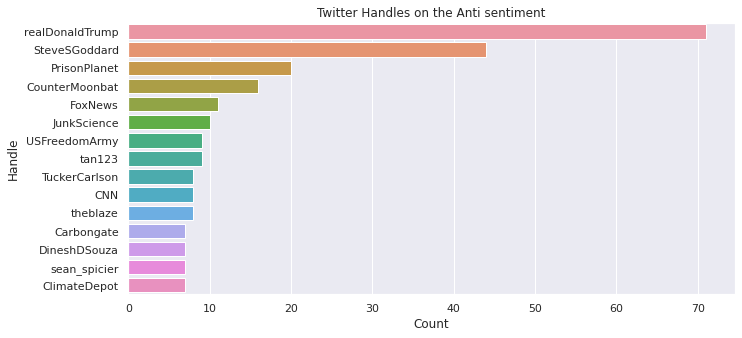 Twitter Handles on the Anti sentiment
realDonaldTrump
SteveSGoddard
PrisonPlanet
CounterMoonbat
FoxNews
JunkScience
USFreedomArmy
tan123
TuckerCarlson
CNN
theblaze
Carbongate
DineshDSouza
sean_spicier
ClimateDepot
Handle
0 10 20 30 40 50 60 70
Count